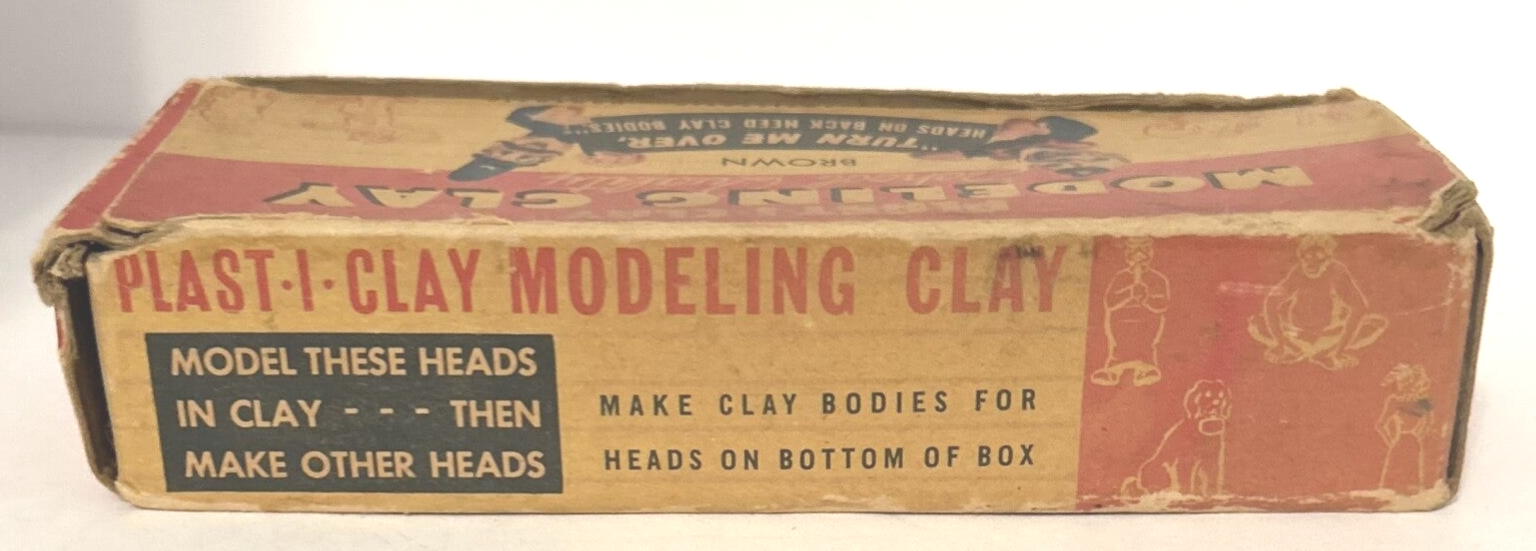 "TURN ME OVER,
HEADS ON BACK NEED CLAY BODIES"
BROWN
MODELING CLAY
PLAST·I·CLAY MODELING CLAY
MODEL THESE HEADS
IN CLAY - - - THEN
MAKE OTHER HEADS
MAKE CLAY BODIES FOR
HEADS ON BOTTOM OF BOX